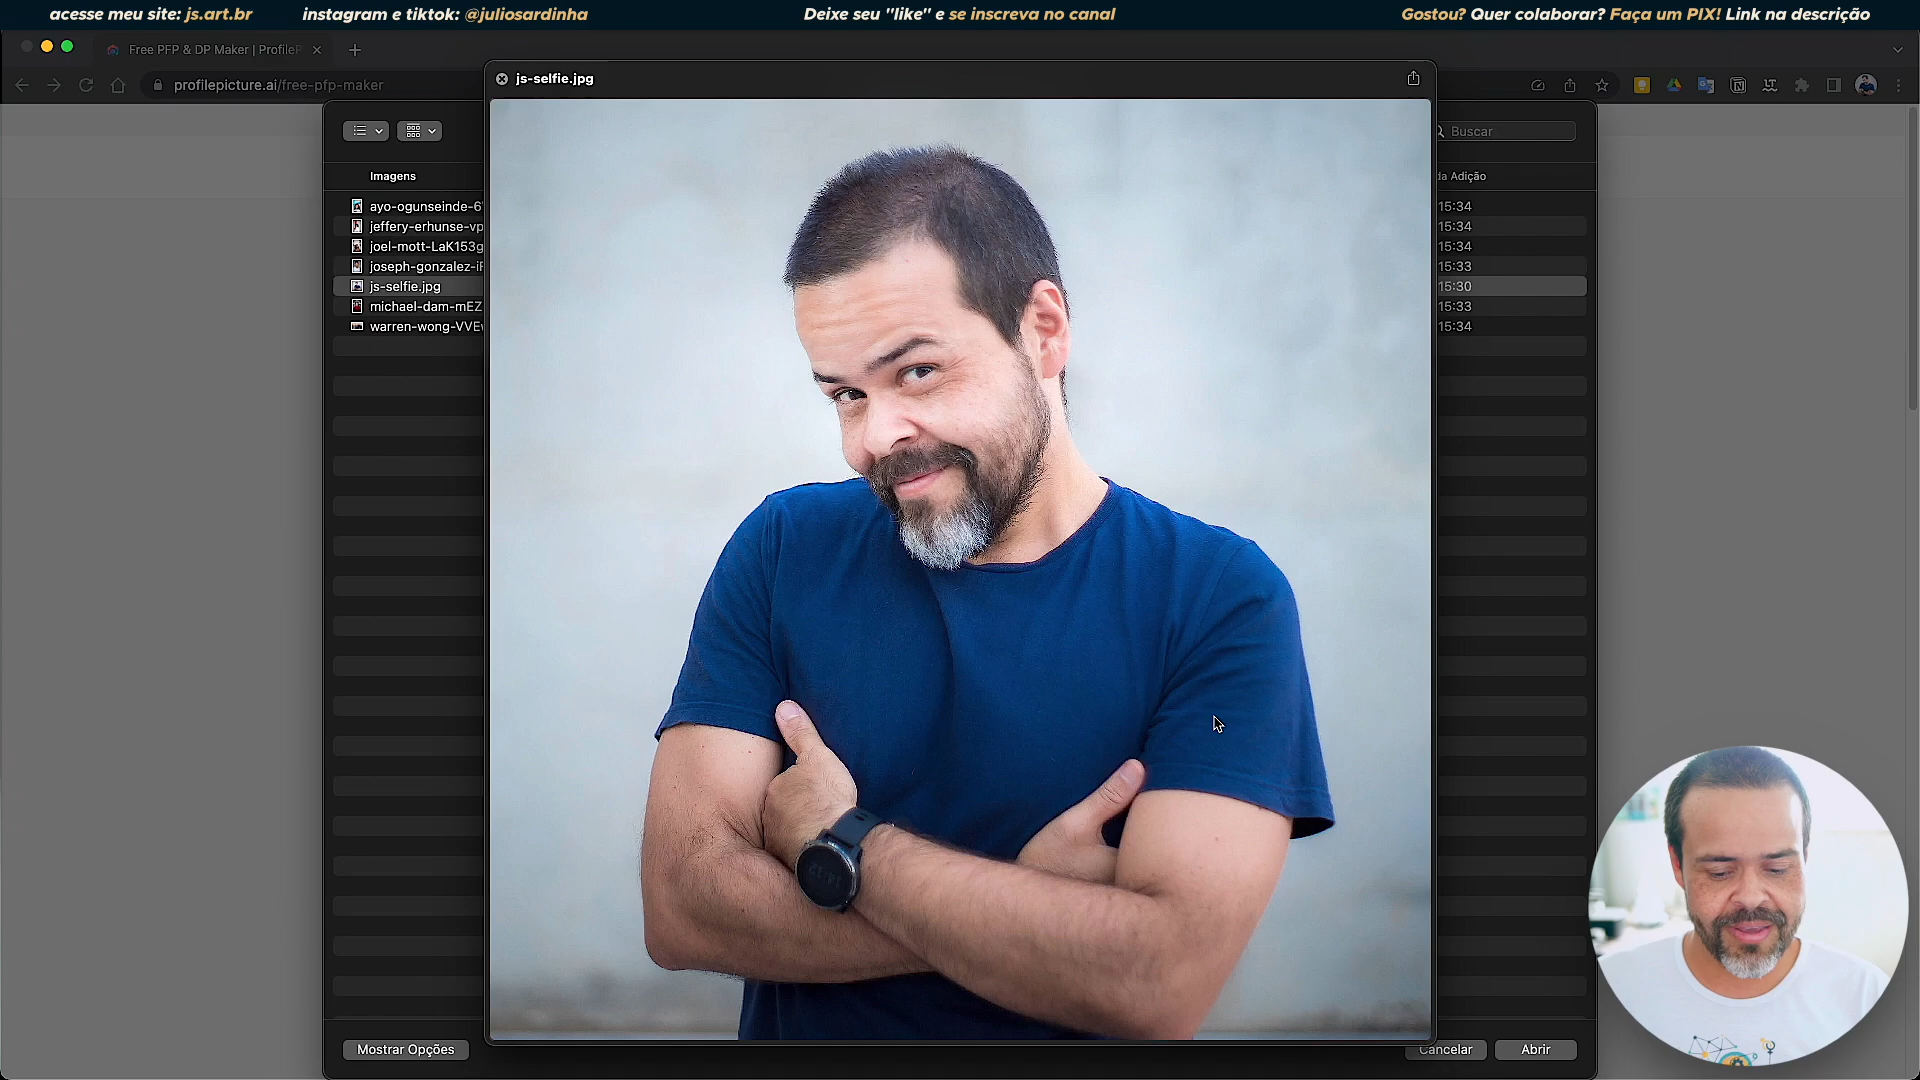 acesse meu site: js.art.br
instagram e tiktok: @juliosardinha
Deixe seu "like" e se inscreva no canal
Gostou? Quer colaborar? Faça um PIX! Link na descrição
Free PFP & DP Maker | ProfileP
profilepicture.ai/free-pfp-maker
js-selfie.jpg
Buscar
Imagens
da Adição
ayo-ogunseinde-6
15:34
jeffery-erhunse-vp
15:34
joel-mott-LaK153g
15:34
joseph-gonzalez-iF
15:33
js-selfie.jpg
15:30
michael-dam-mEZ
15:33
warren-wong-VVEw
15:34
Mostrar Opções
Cancelar
Abrir